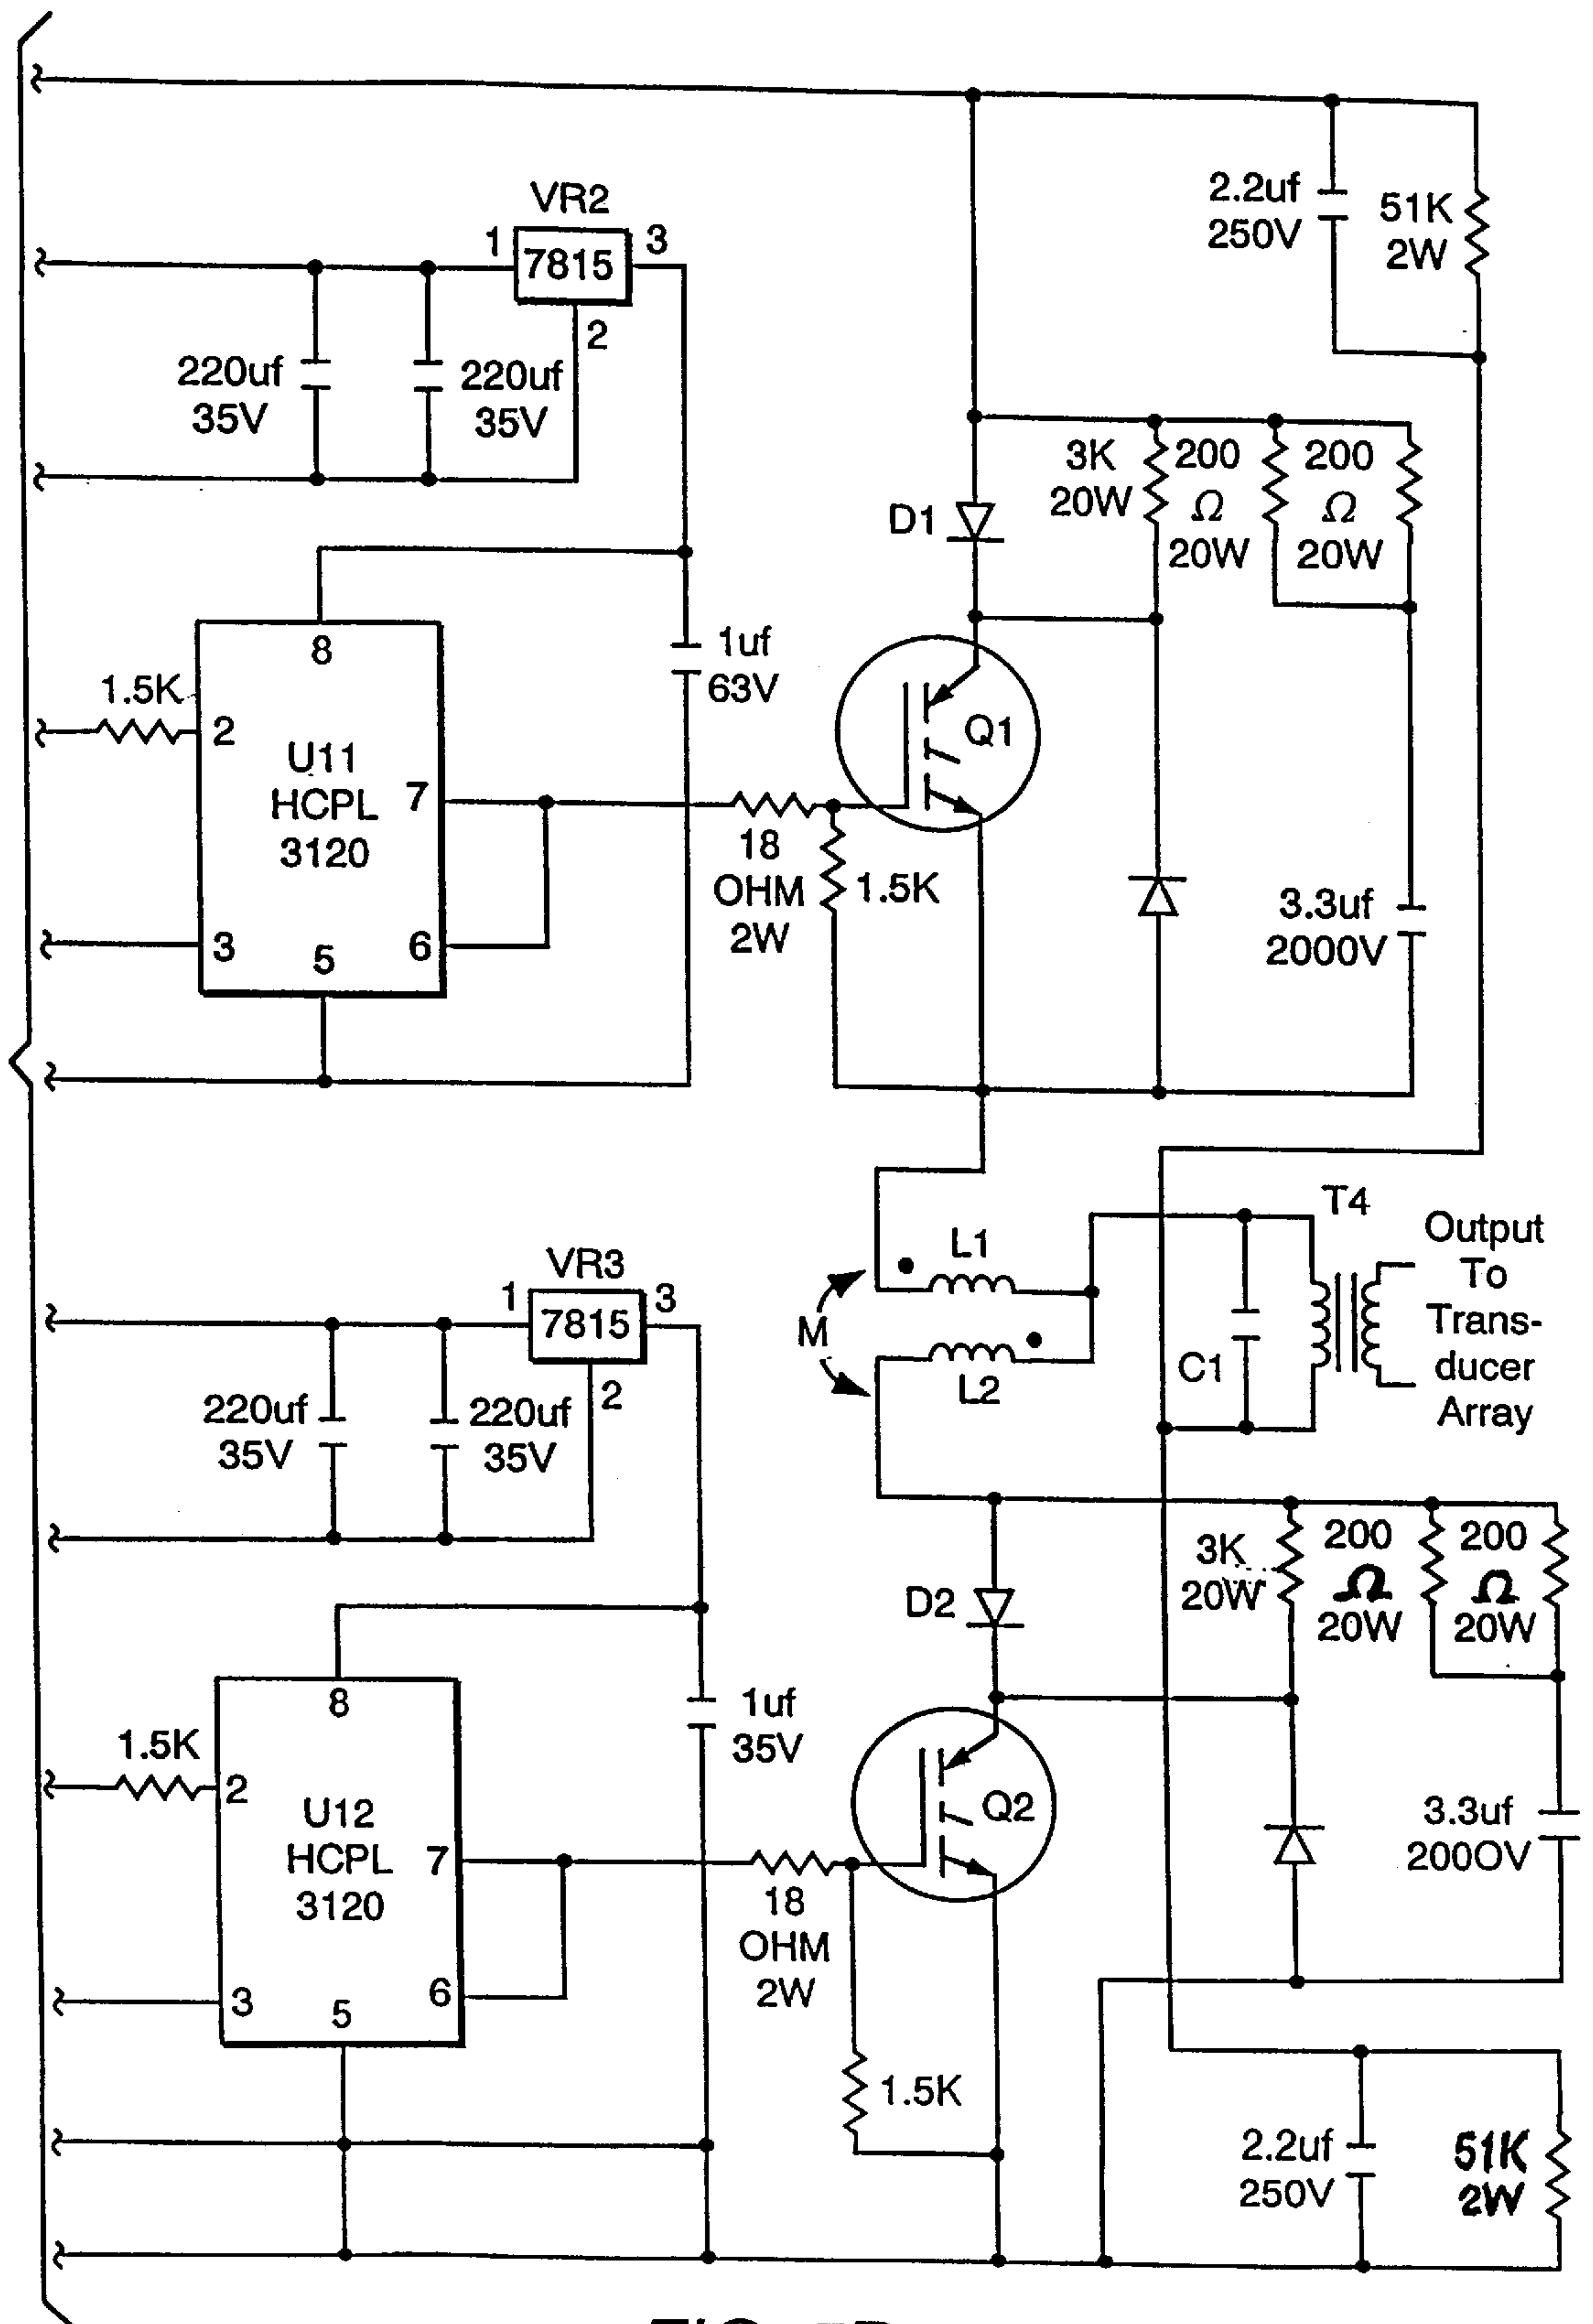 2.2uf
250V
51K
2W
VR2
1
7815
3
2
220uf
35V
220uf
35V
3K
20W
200
Ω
20W
200
Ω
20W
D1
8
1uf
63V
1.5K
2
U11
HCPL
3120
7
Q1
18
OHM
2W
1.5K
3.3uf
2000V
3
5
6
T4
Output
To
Trans-
ducer
Array
L1
M
L2
C1
VR3
1
7815
3
2
220uf
35V
220uf
35V
3K
20W
200
Ω
20W
200
Ω
20W
D2
8
1uf
35V
1.5K
2
U12
HCPL
3120
7
Q2
18
OHM
2W
3.3uf
200OV
3
5
6
1.5K
2.2uf
250V
51K
2W